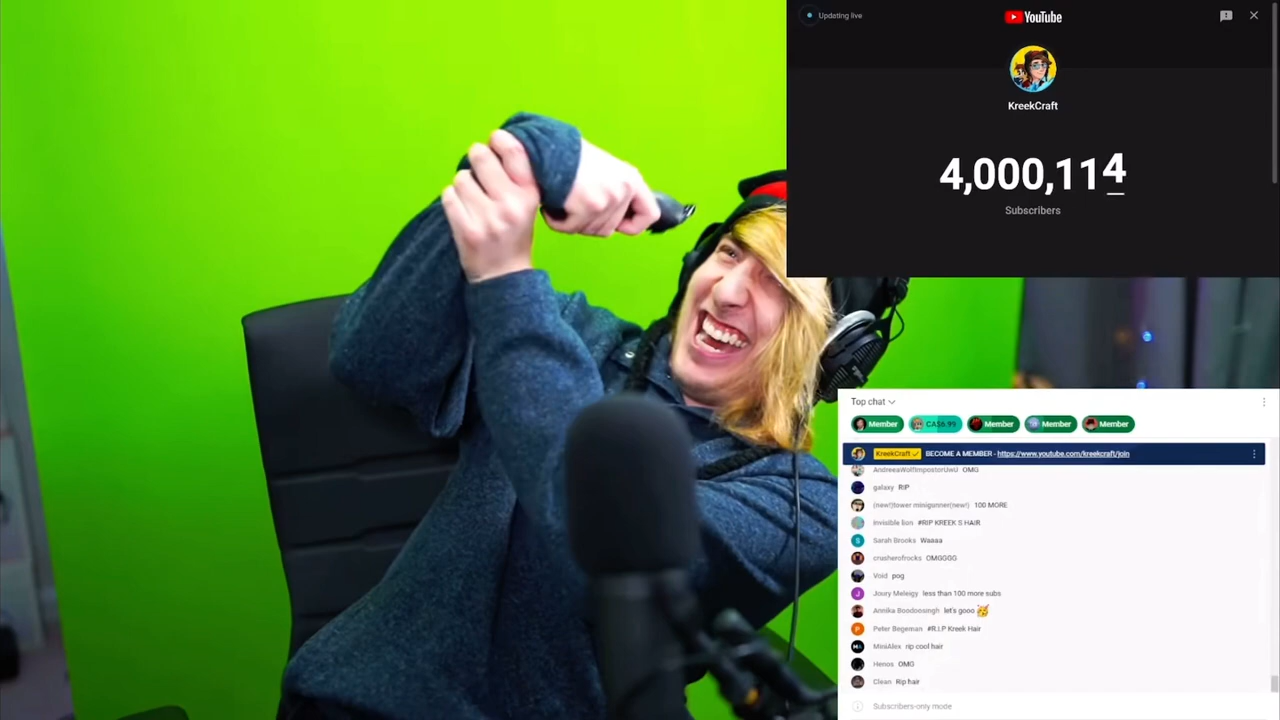 Updating live
YouTube
KreekCraft
4,000,114
Subscribers
Top chat
Member
CA$6.99
Member
Member
Member
KreekCraft BECOME A MEMBER - https://www.youtube.com/kreekcraft/join
AndreeaWolfImpostorUwU OMG
galaxy RIP
(new!)tower minigunner(new!) 100 MORE
invisible lion #RIP KREEK S HAIR
Sarah Brooks Waaaa
crusherofrocks OMGGGG
Void pog
Joury Meleigy less than 100 more subs
Annika Boodoosingh let's gooo 🥳
Peter Begeman #R.I.P Kreek Hair
MiniAlex rip cool hair
Henos OMG
Clean Rip hair
Subscribers-only mode